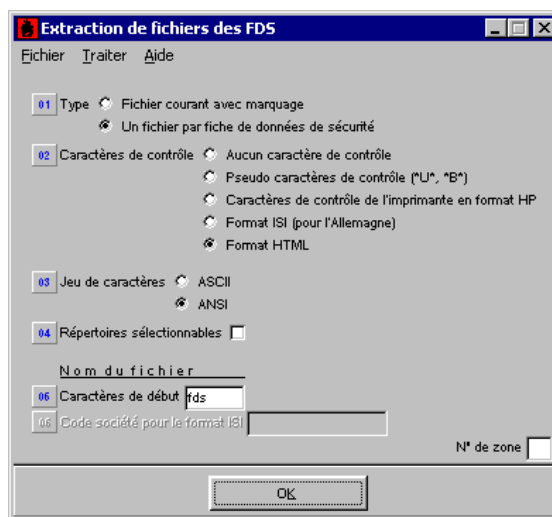 Extraction de fichiers des FDS
Fichier Traiter Aide
01 Type Fichier courant avec marquage
Un fichier par fiche de données de sécurité
02 Caractères de contrôle Aucun caractère de contrôle
Pseudo caractères de contrôle (*U*, *B*)
Caractères de contrôle de l'imprimante en format HP
Format ISI (pour l'Allemagne)
Format HTML
03 Jeu de caractères ASCII
ANSI
04 Répertoires sélectionnables
Nom du fichier
05 Caractères de début fds
06 Code société pour le format ISI
N° de zone
OK